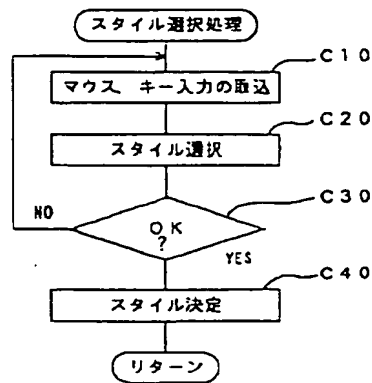 スタイル選択処理
C10
マウス、キー入力の取込
C20
スタイル選択
C30
NO
OK
?
YES
C40
スタイル決定
リターン